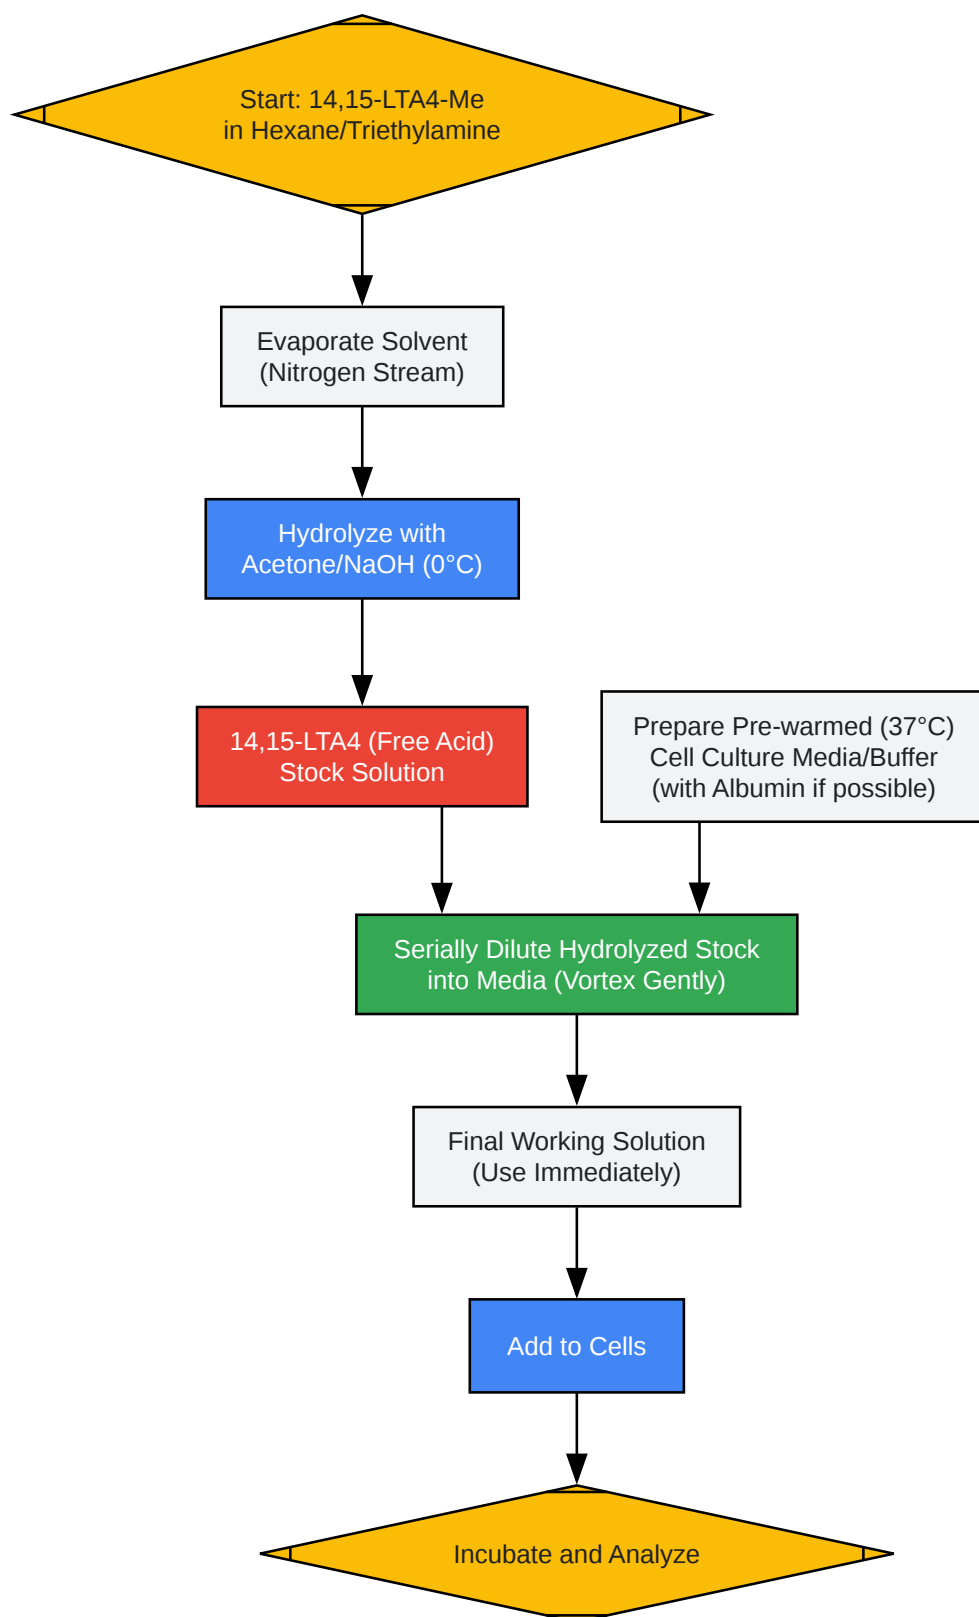 Start: 14,15-LTA4-Me
in Hexane/Triethylamine
Evaporate Solvent
(Nitrogen Stream)
Hydrolyze with
Acetone/NaOH (0°C)
14,15-LTA4 (Free Acid)
Stock Solution
Prepare Pre-warmed (37°C)
Cell Culture Media/Buffer
(with Albumin if possible)
Serially Dilute Hydrolyzed Stock
into Media (Vortex Gently)
Final Working Solution
(Use Immediately)
Add to Cells
Incubate and Analyze